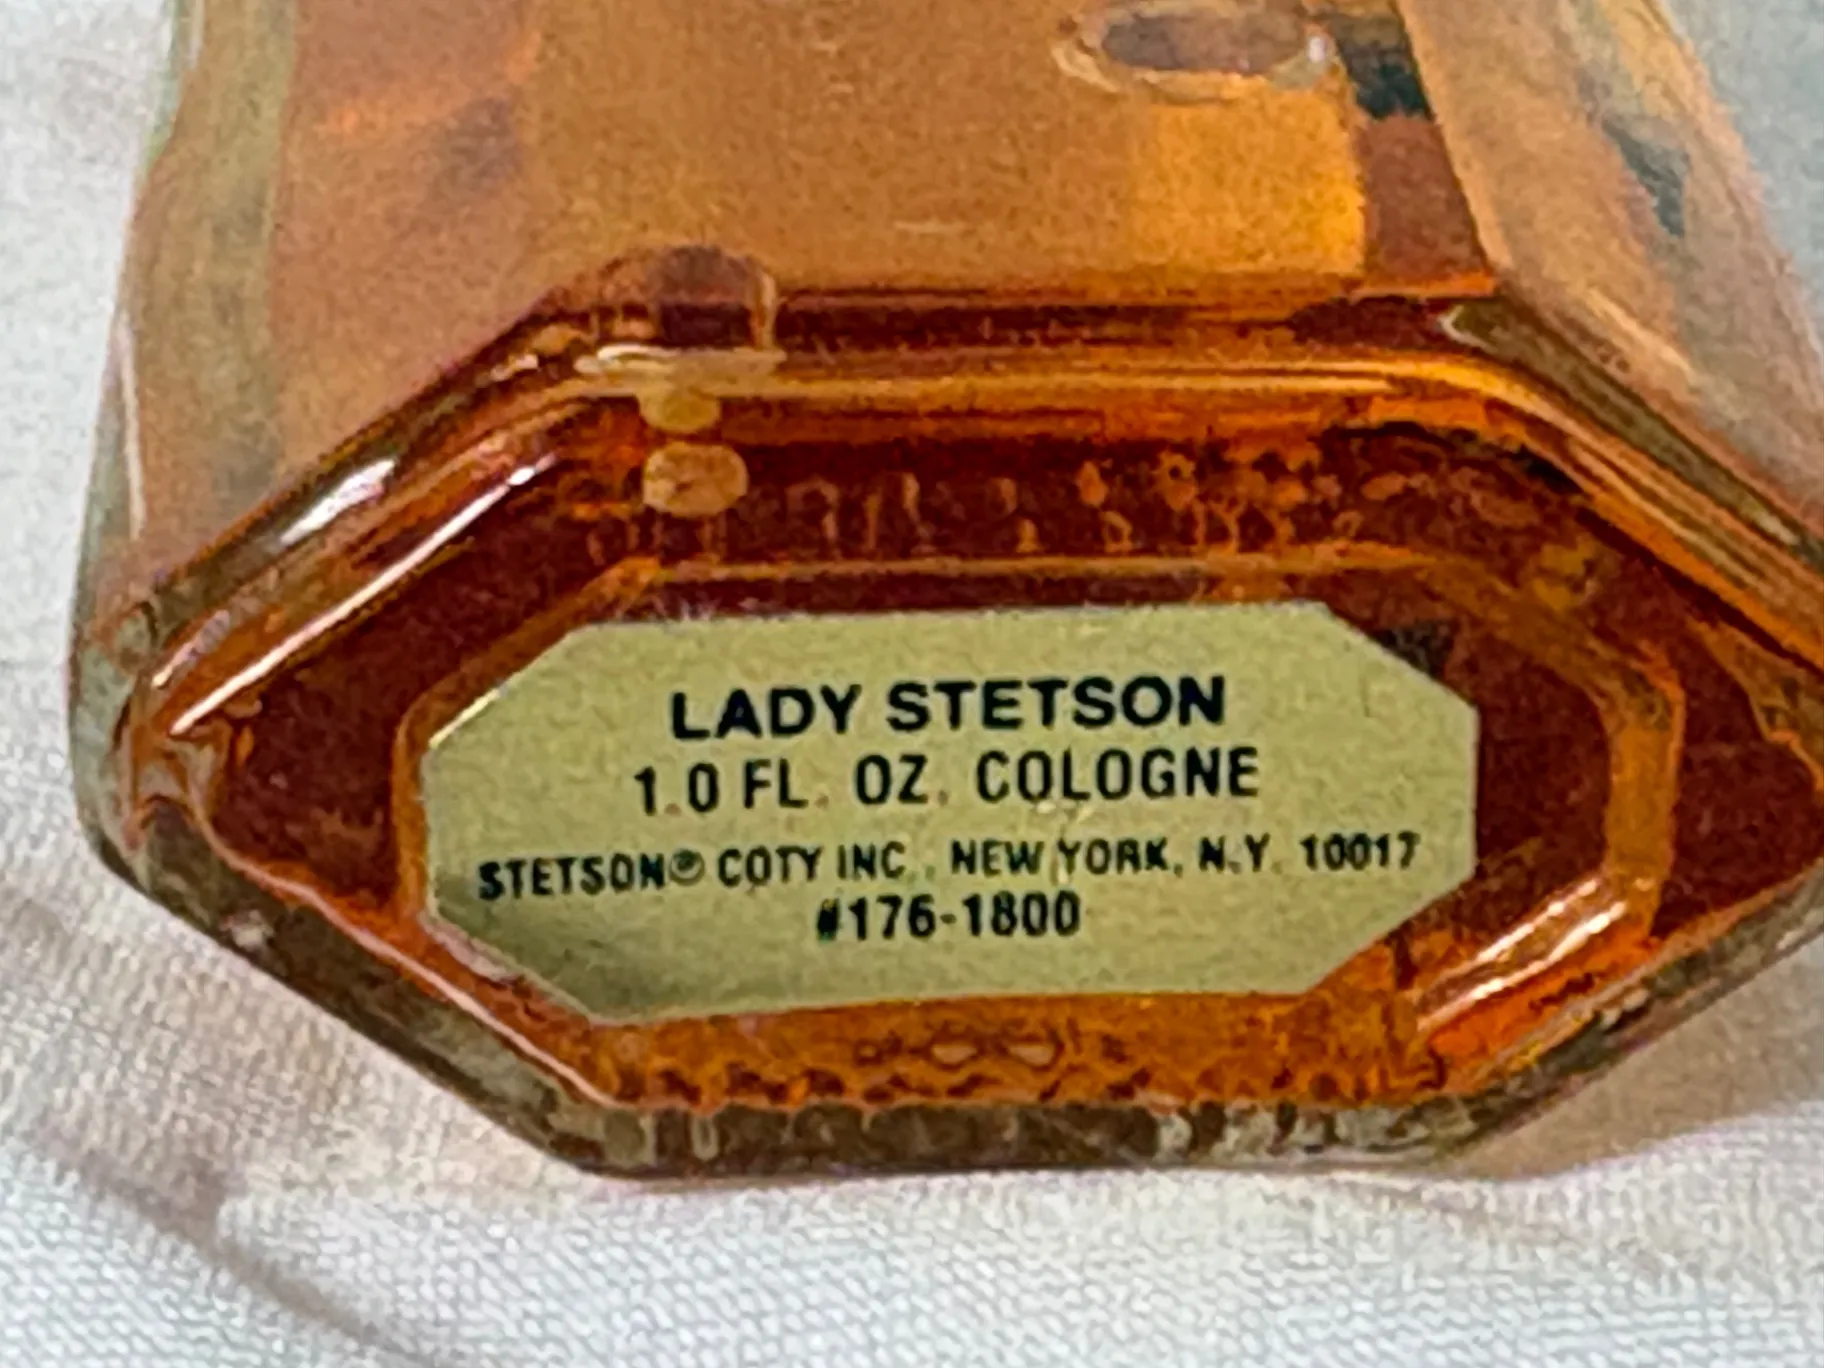 LADY STETSON
1.0 FL. OZ. COLOGNE
STETSON® COTY INC., NEW YORK, N.Y. 10017
#176-1800